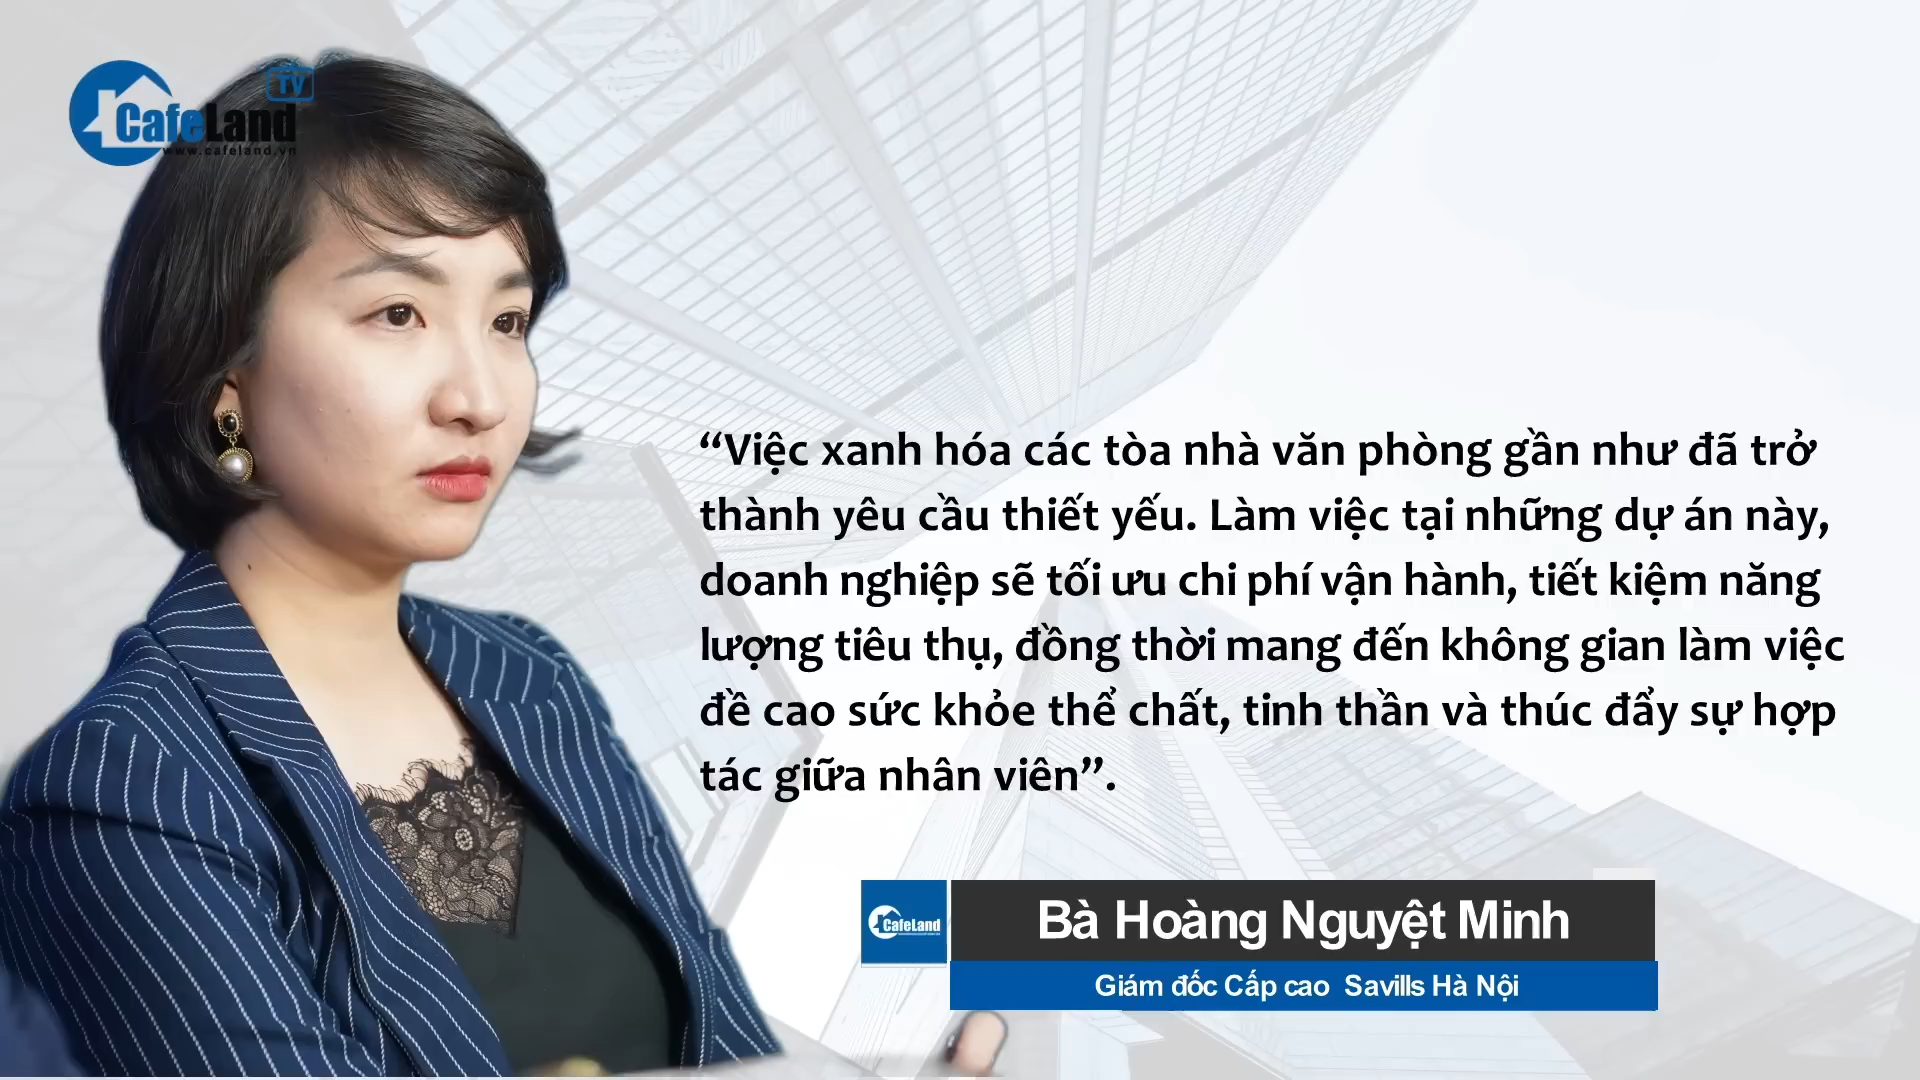 TV
CafeLand
www.cafeland.vn
“Việc xanh hóa các tòa nhà văn phòng gần như đã trở
thành yêu cầu thiết yếu. Làm việc tại những dự án này,
doanh nghiệp sẽ tối ưu chi phí vận hành, tiết kiệm năng
lượng tiêu thụ, đồng thời mang đến không gian làm việc
đề cao sức khỏe thể chất, tinh thần và thúc đẩy sự hợp
tác giữa nhân viên”.
CafeLand
Bà Hoàng Nguyệt Minh
Giám đốc Cấp cao Savills Hà Nội